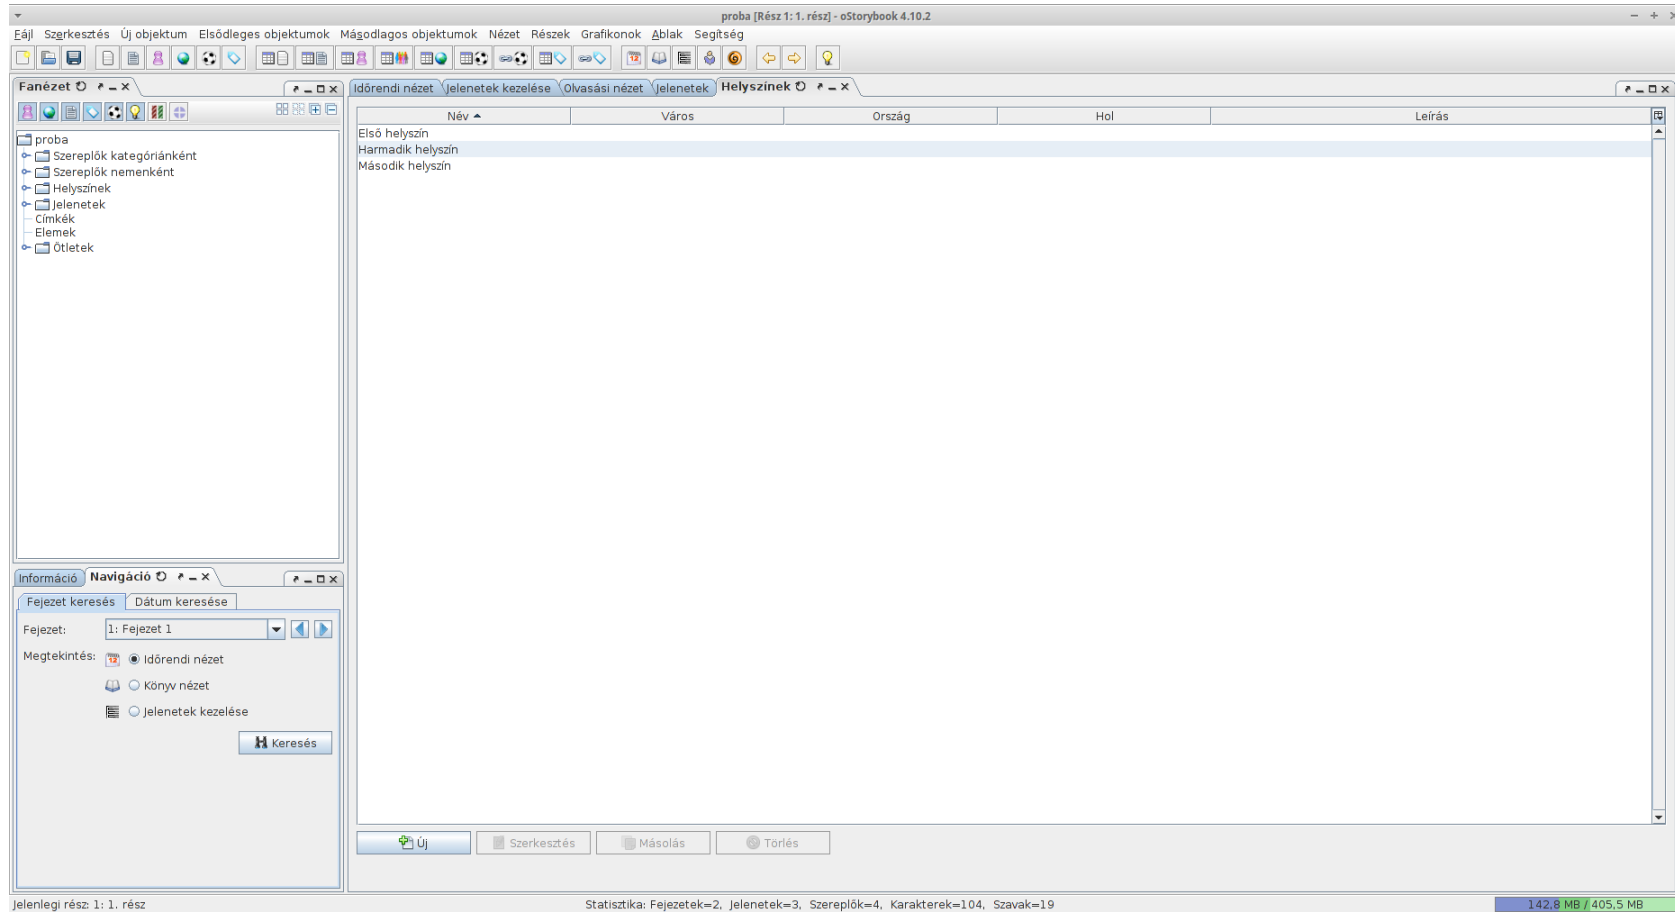 proba [Rész 1: 1. rész] - oStorybook 4.10.2
Fájl Szerkesztés Új objektum Elsődleges objektumok Másodlagos objektumok Nézet Részek Grafikonok Ablak Segítség
Fanézet
proba
Szereplők kategóriánként
Szereplők nemenként
Helyszínek
Jelenetek
Címkék
Elemek
Ötletek
Információ Navigáció
Fejezet keresés Dátum keresése
Fejezet: 1: Fejezet 1
Megtekintés: 12 Időrendi nézet
Könyv nézet
Jelenetek kezelése
Keresés
Időrendi nézet Jelenetek kezelése Olvasási nézet Jelenetek Helyszínek
Név Város Ország Hol Leírás
Első helyszín
Harmadik helyszín
Második helyszín
Új Szerkesztés Másolás Törlés
Jelenlegi rész: 1: 1. rész
Statisztika: Fejezetek=2, Jelenetek=3, Szereplők=4, Karakterek=104, Szavak=19
142,8 MB / 405,5 MB